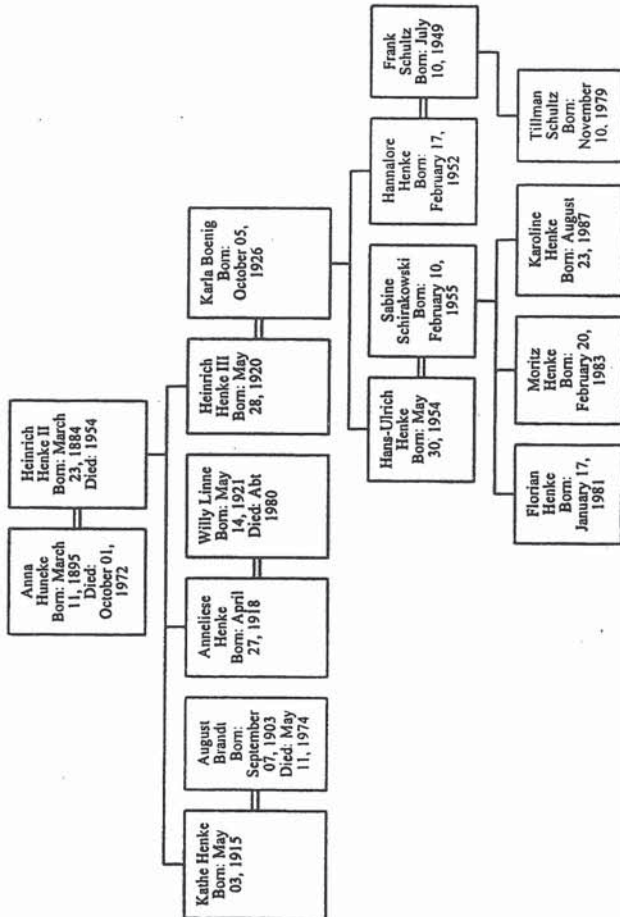 Anna
Huneke
Born: March
11, 1895
Died:
October 01,
1972
Heinrich
Henke II
Born: March
23, 1884
Died: 1954
Kathe Henke
Born: May
03, 1915
August
Brandt
Born:
September
07, 1903
Died: May
11, 1974
Anneliese
Henke
Born: April
27, 1918
Willy Linne
Born: May
14, 1921
Died: Abt
1980
Heinrich
Henke III
Born: May
28, 1920
Karla Boenig
Born:
October 05,
1926
Hans-Ulrich
Henke
Born: May
30, 1954
Sabine
Schirakowski
Born:
February 10,
1955
Hannalore
Henke
Born:
February 17,
1952
Frank
Schultz
Born: July
10, 1949
Florian
Henke
Born:
January 17,
1981
Moritz
Henke
Born:
February 20,
1983
Karoline
Henke
Born: August
23, 1987
Tillman
Schultz
Born:
November
10, 1979